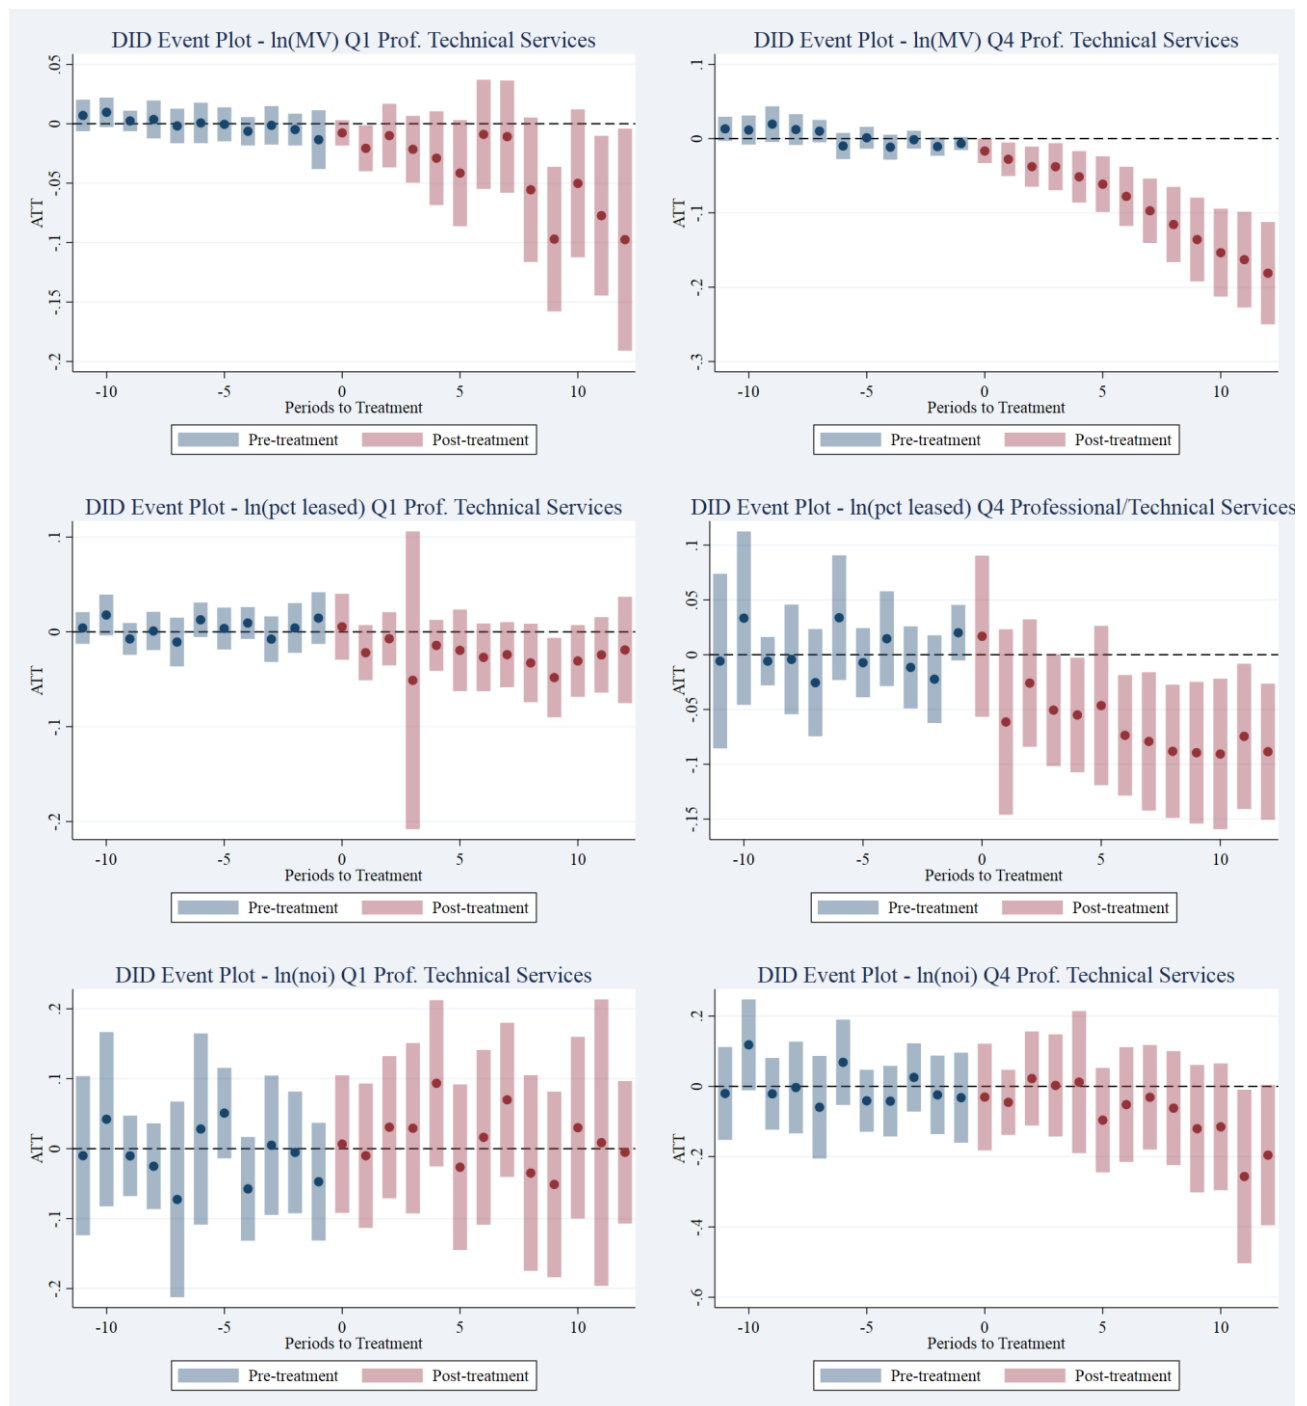 DID Event Plot - ln(MV) Q1 Prof. Technical Services
.05
0
-.05
-.1
-.15
-.2
ATT
-10 -5 0 5 10
Periods to Treatment
Pre-treatment Post-treatment
DID Event Plot - ln(MV) Q4 Prof. Technical Services
.1
0
-.1
-.2
-.3
ATT
-10 -5 0 5 10
Periods to Treatment
Pre-treatment Post-treatment
DID Event Plot - ln(pct leased) Q1 Prof. Technical Services
.1
0
-.1
-.2
ATT
-10 -5 0 5 10
Periods to Treatment
Pre-treatment Post-treatment
DID Event Plot - ln(pct leased) Q4 Professional/Technical Services
.1
.05
0
-.05
-.1
-.15
ATT
-10 -5 0 5 10
Periods to Treatment
Pre-treatment Post-treatment
DID Event Plot - ln(noi) Q1 Prof. Technical Services
.2
.1
0
-.1
-.2
ATT
-10 -5 0 5 10
Periods to Treatment
Pre-treatment Post-treatment
DID Event Plot - ln(noi) Q4 Prof. Technical Services
.2
0
-.2
-.4
-.6
ATT
-10 -5 0 5 10
Periods to Treatment
Pre-treatment Post-treatment